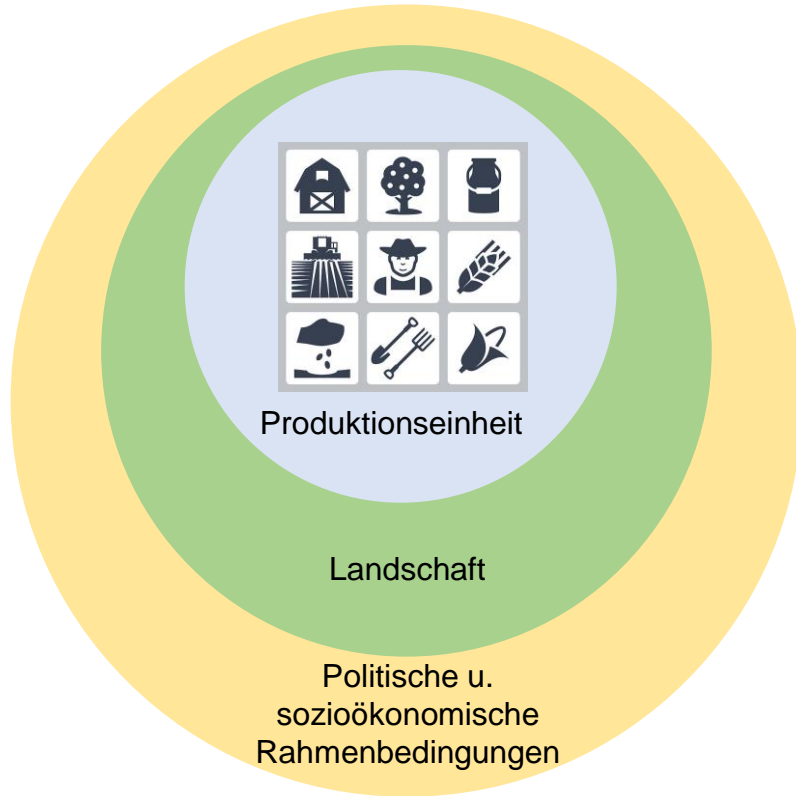 Produktionseinheit
Landschaft
Politische u.
sozioökonomische
Rahmenbedingungen